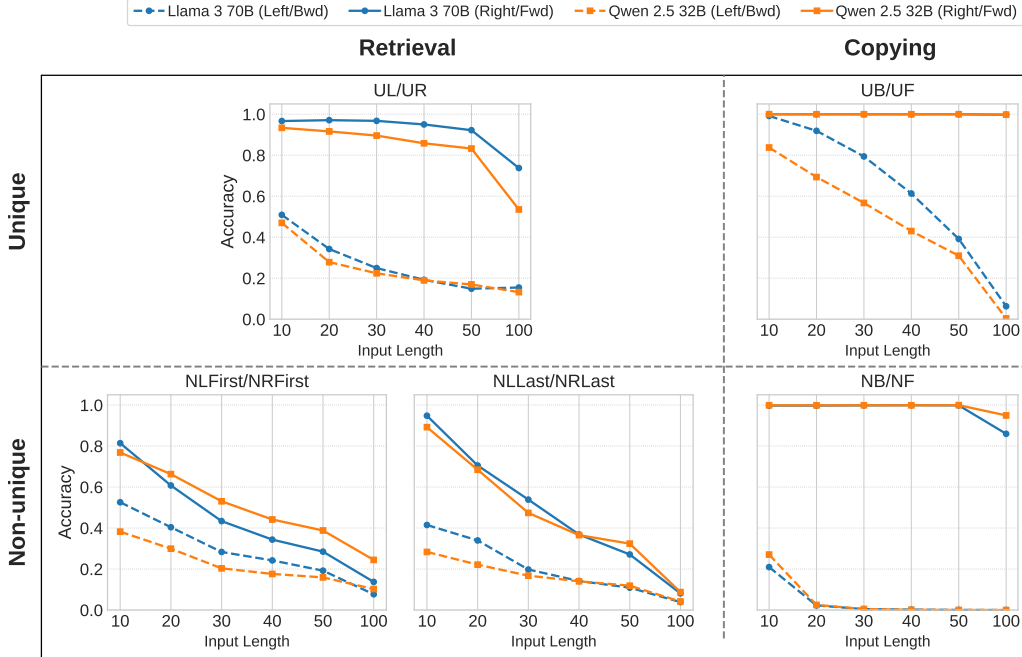 Llama 3 70B (Left/Bwd) Llama 3 70B (Right/Fwd) Qwen 2.5 32B (Left/Bwd) Qwen 2.5 32B (Right/Fwd)
Retrieval Copying
Unique
UL/UR
Accuracy
1.0
0.8
0.6
0.4
0.2
0.0
10 20 30 40 50 100
Input Length
UB/UF
10 20 30 40 50 100
Input Length
Non-unique
NLFirst/NRFirst
Accuracy
1.0
0.8
0.6
0.4
0.2
0.0
10 20 30 40 50 100
Input Length
NLLast/NRLast
10 20 30 40 50 100
Input Length
NB/NF
10 20 30 40 50 100
Input Length